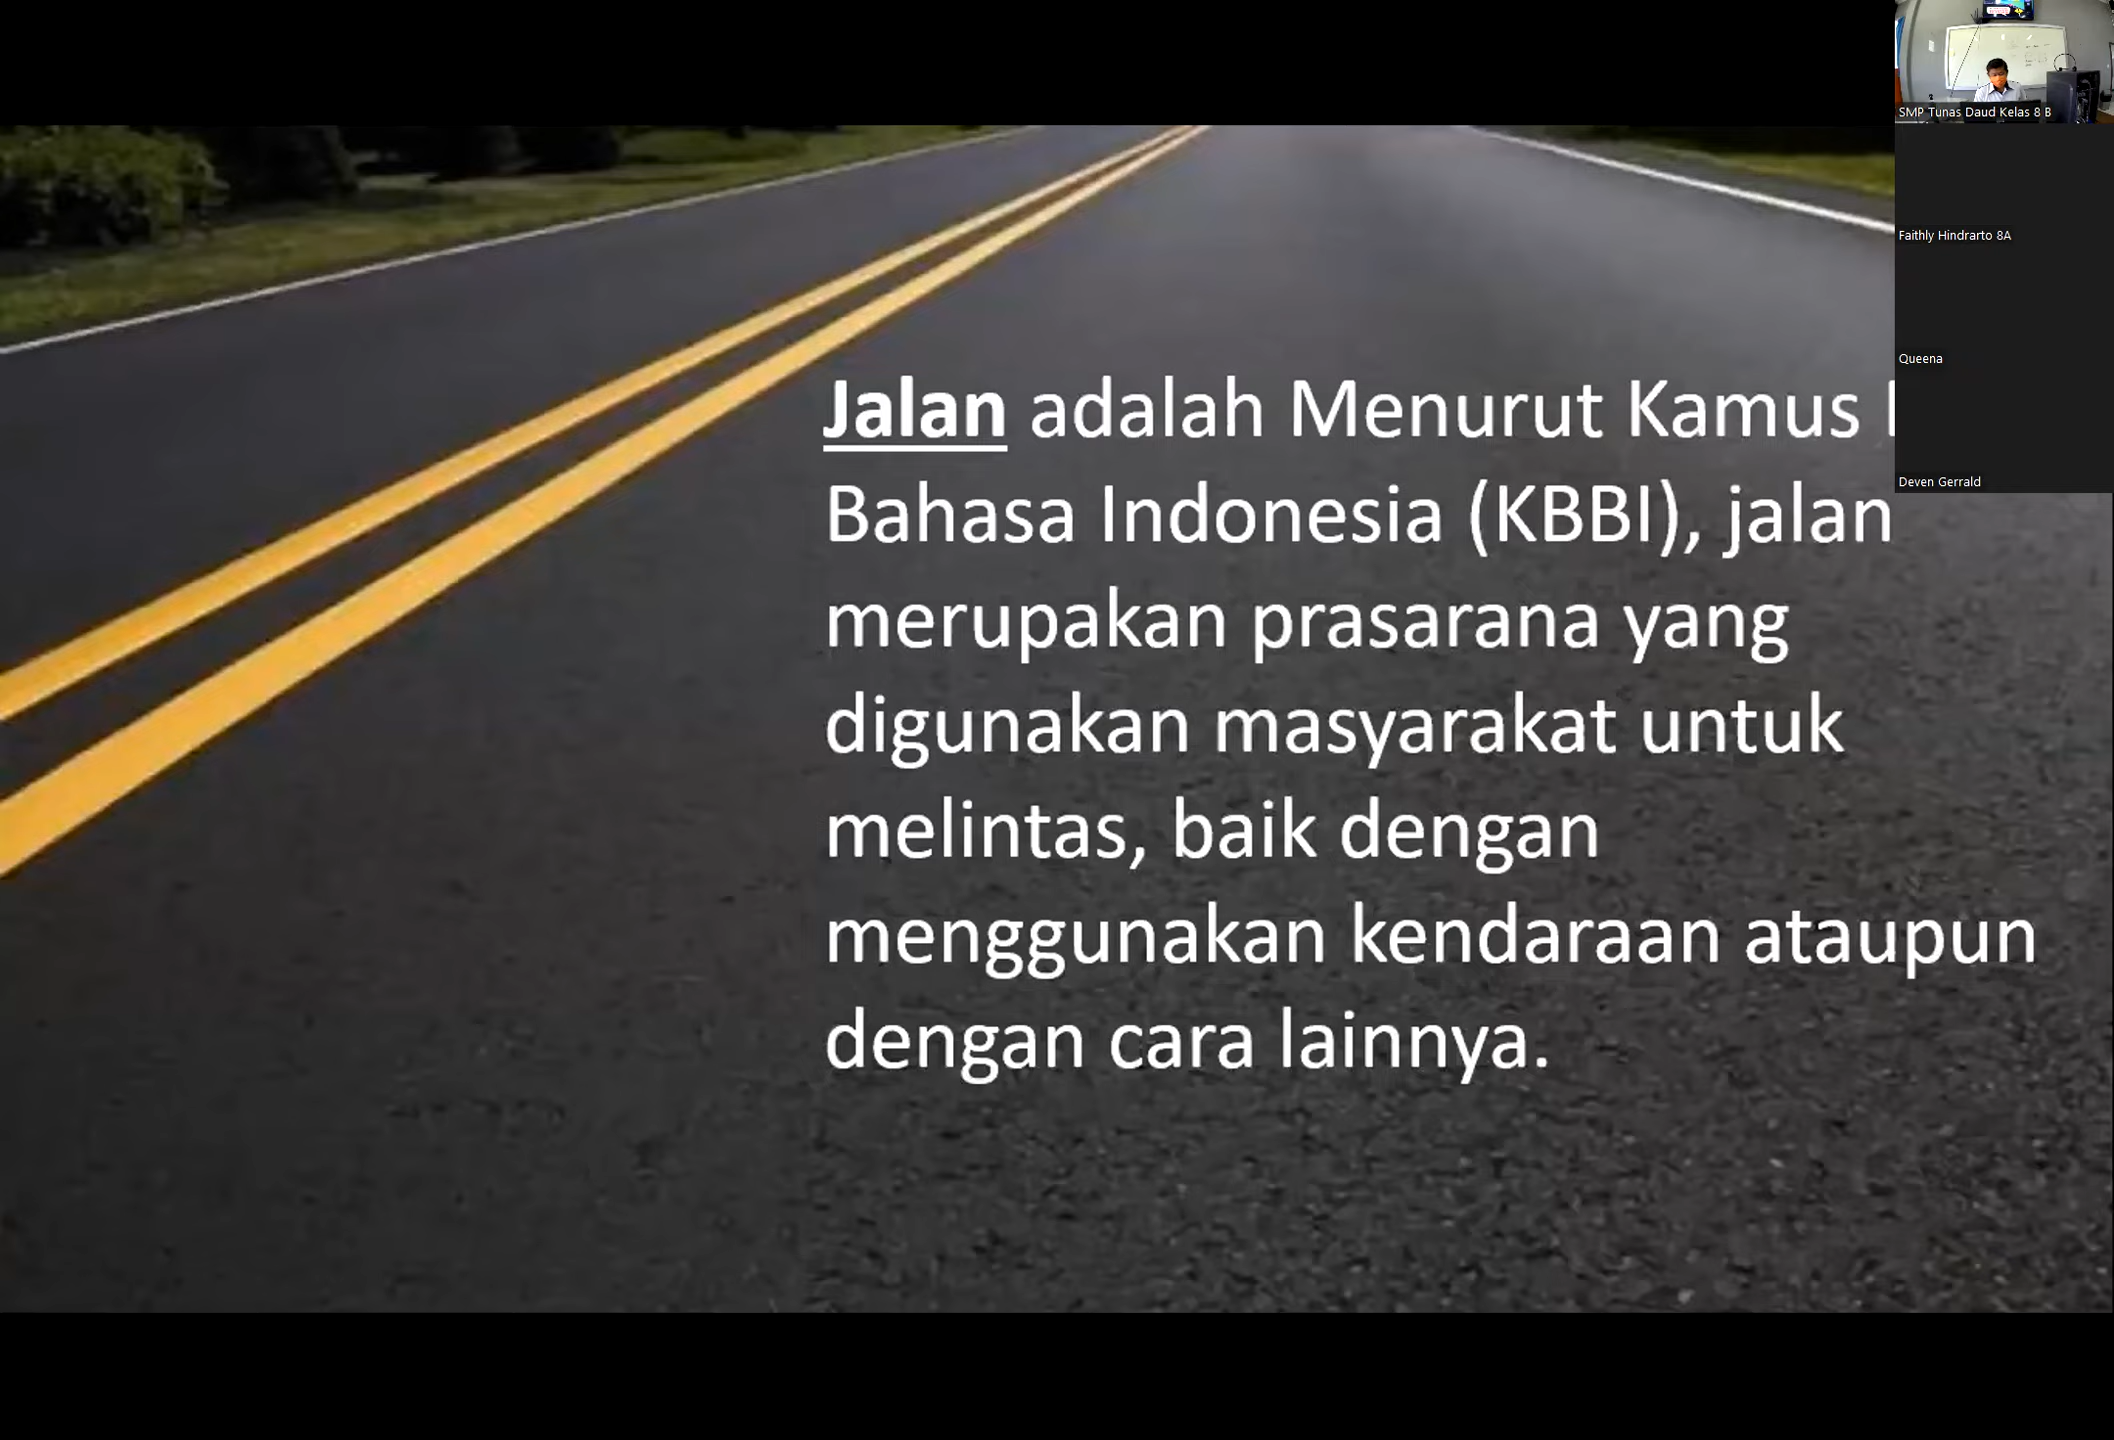 SMP Tunas Daud Kelas 8 B
Faithly Hindrarto 8A
Queena
Deven Gerrald
Jalan adalah Menurut Kamus
Bahasa Indonesia (KBBI), jalan
merupakan prasarana yang
digunakan masyarakat untuk
melintas, baik dengan
menggunakan kendaraan ataupun
dengan cara lainnya.